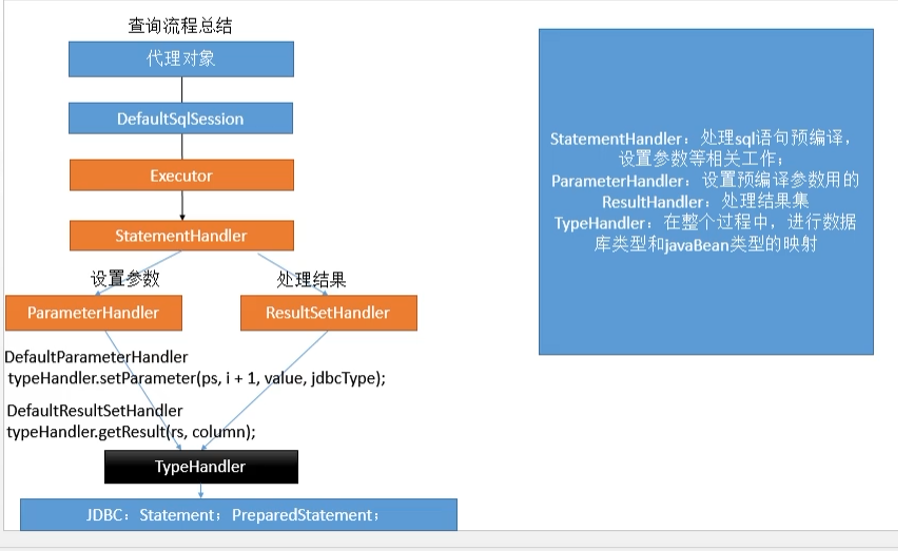 查询流程总结
代理对象
DefaultSqlSession
Executor
StatementHandler
设置参数
处理结果
ParameterHandler
ResultSetHandler
DefaultParameterHandler
typeHandler.setParameter(ps, i + 1, value, jdbcType);
DefaultResultSetHandler
typeHandler.getResult(rs, column);
TypeHandler
JDBC：Statement；PreparedStatement；
StatementHandler：处理sql语句预编译，
设置参数等相关工作；
ParameterHandler：设置预编译参数用的
ResultHandler：处理结果集
TypeHandler：在整个过程中，进行数据
库类型和javaBean类型的映射